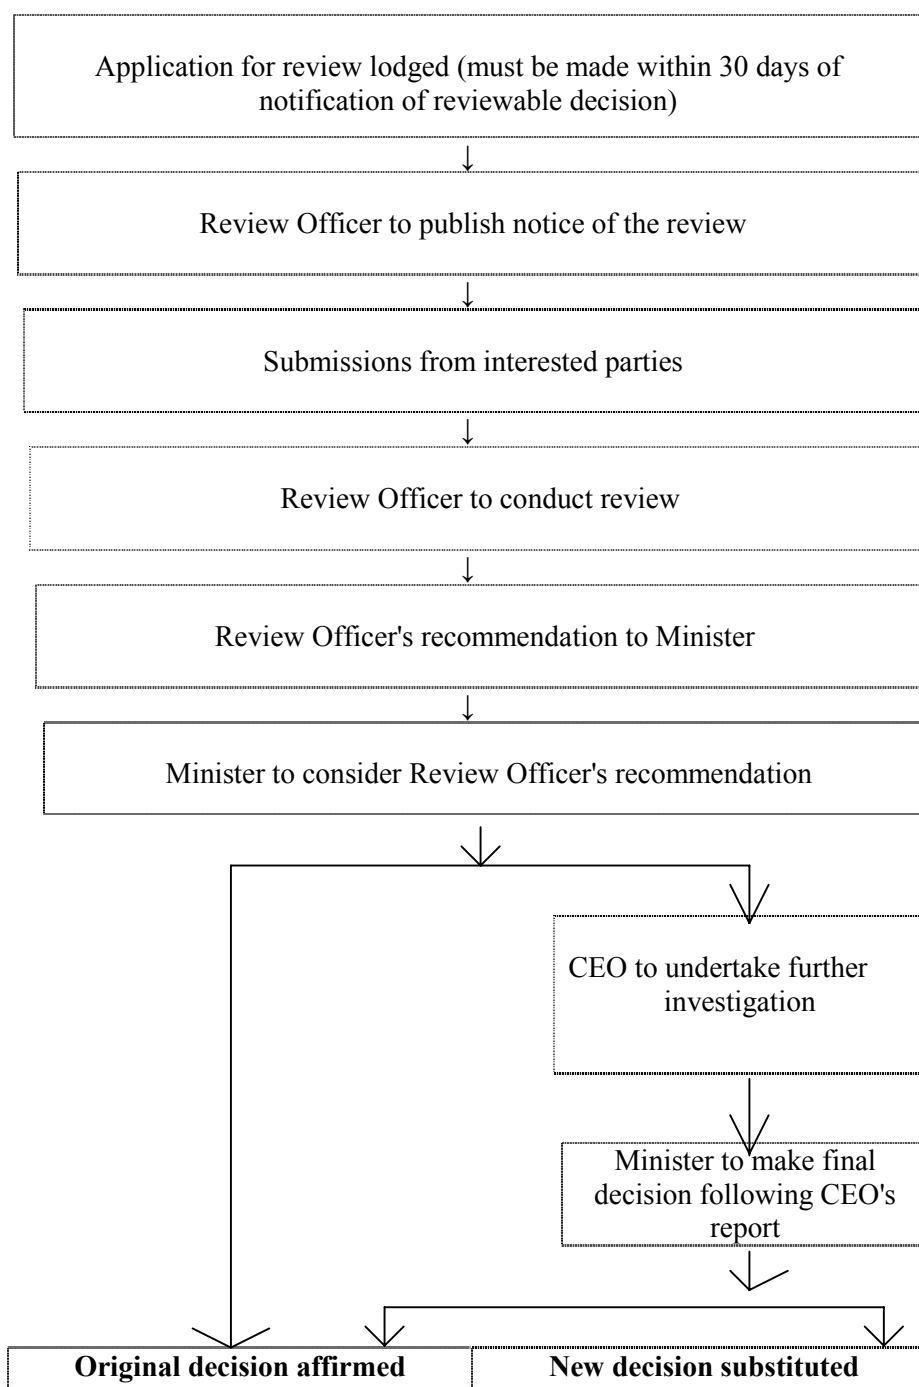 Application for review lodged (must be made within 30 days of
notification of reviewable decision)
Review Officer to publish notice of the review
Submissions from interested parties
Review Officer to conduct review
Review Officer's recommendation to Minister
Minister to consider Review Officer's recommendation
CEO to undertake further
investigation
Minister to make final
decision following CEO's
report
Original decision affirmed
New decision substituted